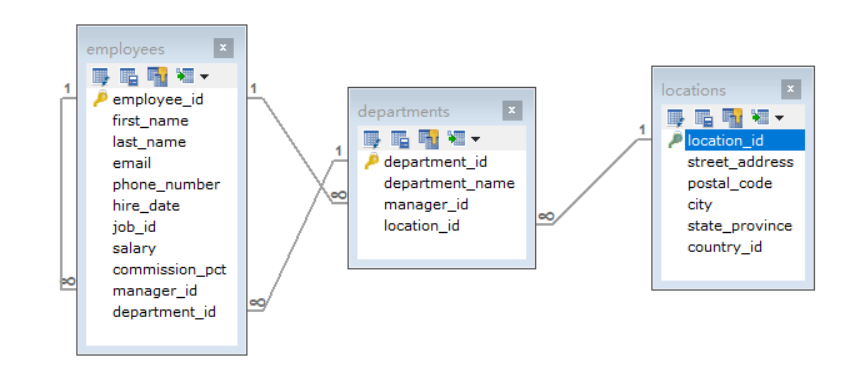 employees
1
1
employee_id
first_name
last_name
email
phone_number
hire_date
job_id
salary
commission_pct
manager_id
department_id
∞
∞
departments
1
department_id
department_name
manager_id
location_id
∞
∞
locations
1
location_id
street_address
postal_code
city
state_province
country_id